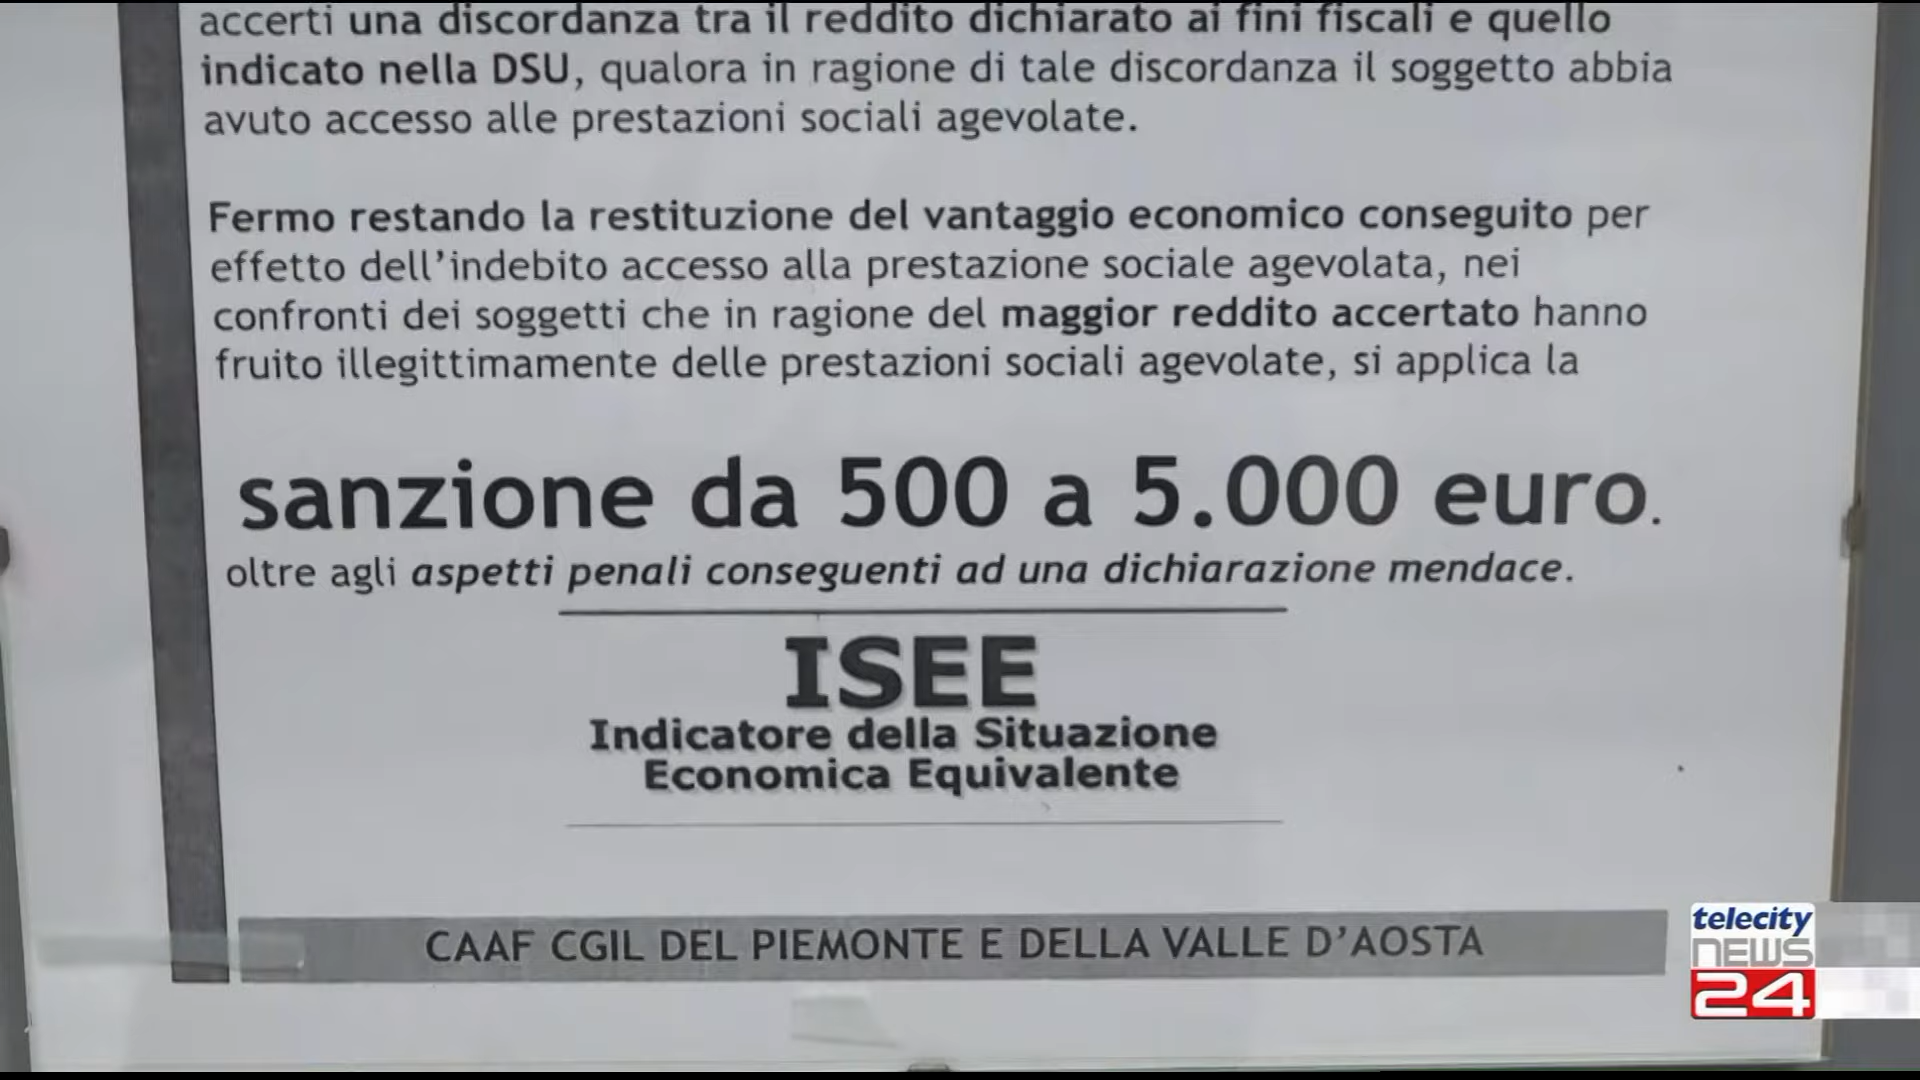 accerti una discordanza tra il reddito dichiarato ai fini fiscali e quello
indicato nella DSU, qualora in ragione di tale discordanza il soggetto abbia
avuto accesso alle prestazioni sociali agevolate.
Fermo restando la restituzione del vantaggio economico conseguito per
effetto dell'indebito accesso alla prestazione sociale agevolata, nei
confronti dei soggetti che in ragione del maggior reddito accertato hanno
fruito illegittimamente delle prestazioni sociali agevolate, si applica la
sanzione da 500 a 5.000 euro.
oltre agli aspetti penali conseguenti ad una dichiarazione mendace.
ISEE
Indicatore della Situazione
Economica Equivalente
CAAF CGIL DEL PIEMONTE E DELLA VALLE D'AOSTA
telecity
NEWS
24